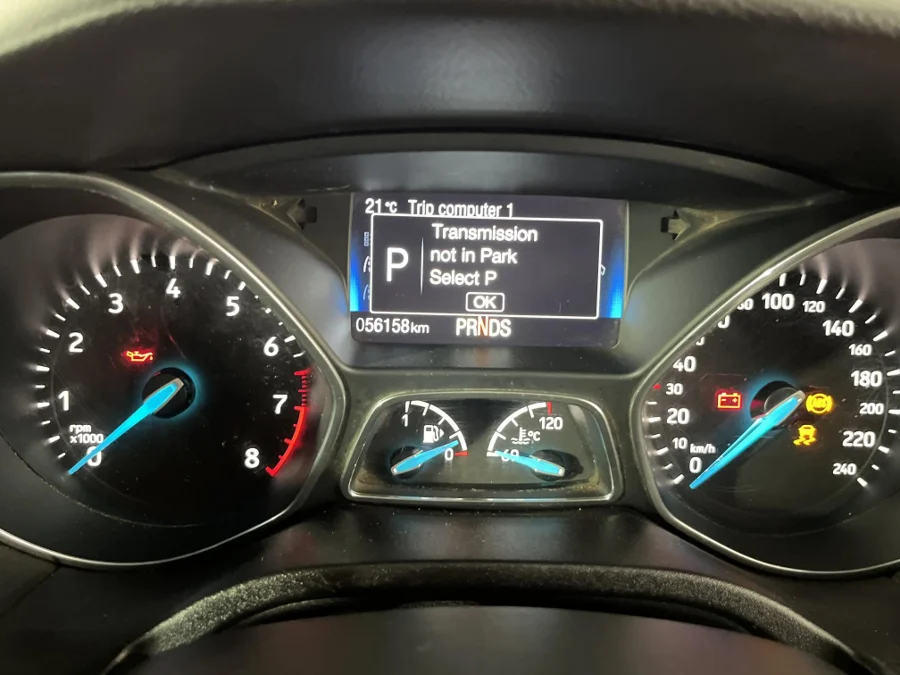 21°C Trip computer 1
Transmission
P
not in Park
Select P
OK
056158km PRNDS
0
1
2
3
4
5
6
7
8
rpm
x1000
1
0
120
°C
60
0
10
20
30
40
100
120
140
160
180
200
220
240
km/h
ABS